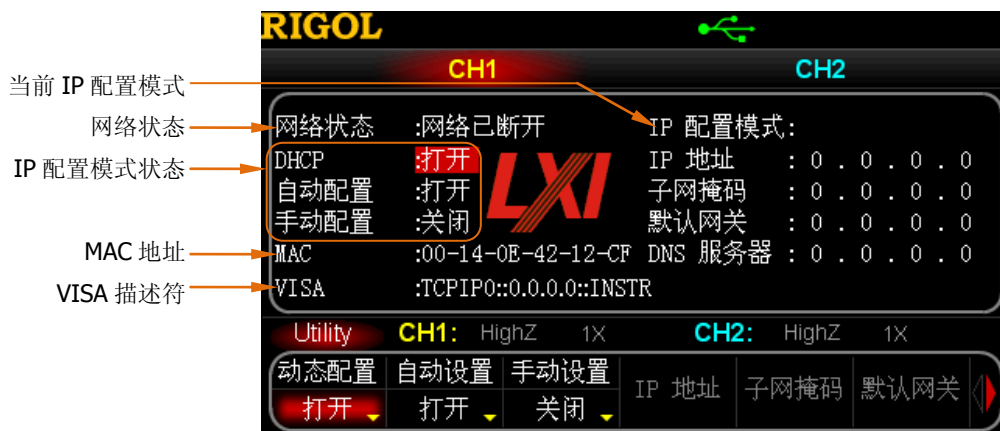 RIGOL
CH1 CH2
当前 IP 配置模式
网络状态
IP 配置模式状态
MAC 地址
VISA 描述符
网络状态 :网络已断开
DHCP :打开
自动配置 :打开
手动配置 :关闭
MAC :00-14-0E-42-12-CF
VISA :TCPIP0::0.0.0.0::INSTR
LXI
IP 配置模式:
IP 地址 : 0 . 0 . 0 . 0
子网掩码 : 0 . 0 . 0 . 0
默认网关 : 0 . 0 . 0 . 0
DNS 服务器 : 0 . 0 . 0 . 0
Utility CH1: HighZ 1X CH2: HighZ 1X
动态配置 自动设置 手动设置 IP 地址 子网掩码 默认网关
打开 打开 关闭